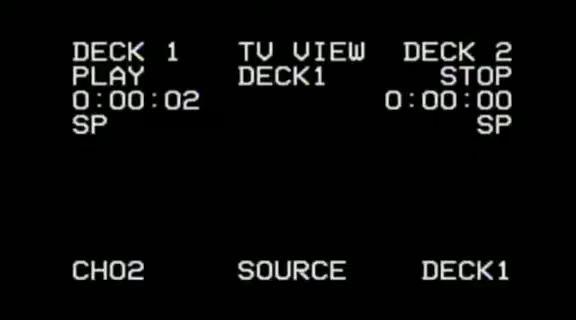 DECK 1 TV VIEW DECK 2
PLAY DECK1 STOP
0:00:02 0:00:00
SP SP
CH02 SOURCE DECK1